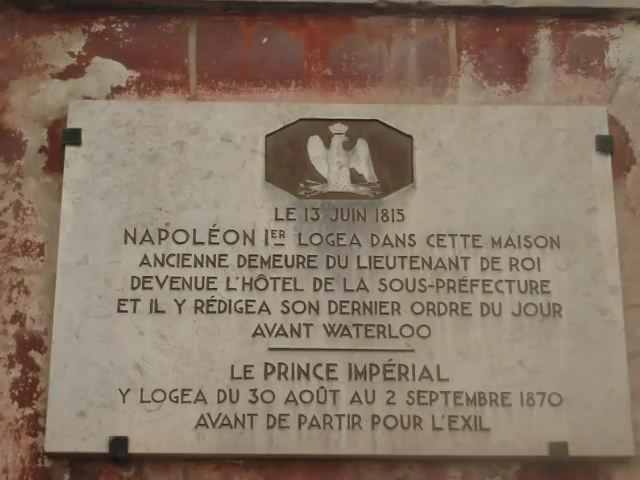 LE 13 JUIN 1815
NAPOLÉON IER LOGEA DANS CETTE MAISON
ANCIENNE DEMEURE DU LIEUTENANT DE ROI
DEVENUE L'HÔTEL DE LA SOUS-PRÉFECTURE
ET IL Y RÉDIGEA SON DERNIER ORDRE DU JOUR
AVANT WATERLOO
LE PRINCE IMPÉRIAL
Y LOGEA DU 30 AOÛT AU 2 SEPTEMBRE 1870
AVANT DE PARTIR POUR L'EXIL